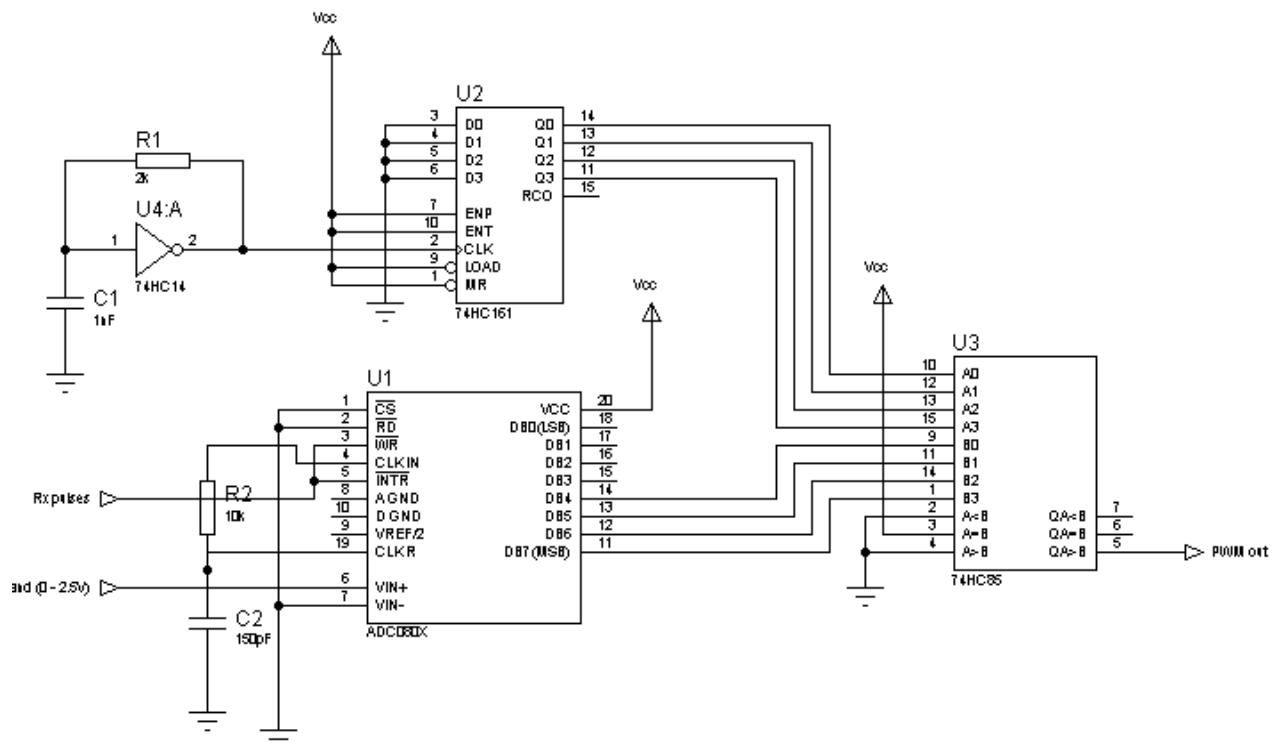 Vcc
U2
3 D0 Q0 14
4 D1 Q1 13
5 D2 Q2 12
6 D3 Q3 11
RCO 15
7 ENP
10 ENT
2 CLK
9 LOAD
1 MR
74HC161
R1
2k
U4:A
1 2
74HC14
C1
1nF
Vcc
Vcc
U1
1 CS VCC 20
2 RD DB0(LSB) 18
3 WR DB1 17
4 CLKIN DB2 16
5 INTR DB3 15
8 AGND DB4 14
10 DGND DB5 13
9 VREF/2 DB6 12
19 CLKR DB7(MSB) 11
6 VIN+
7 VIN-
ADC080X
Rx pulses
R2
10k
and (0 - 2.5v)
C2
150pF
U3
10 A0
12 A1
13 A2
15 A3
9 B0
11 B1
14 B2
1 B3
2 A<B QA<B 7
3 A=B QA=B 6
4 A>B QA>B 5
74HC85
PWM out